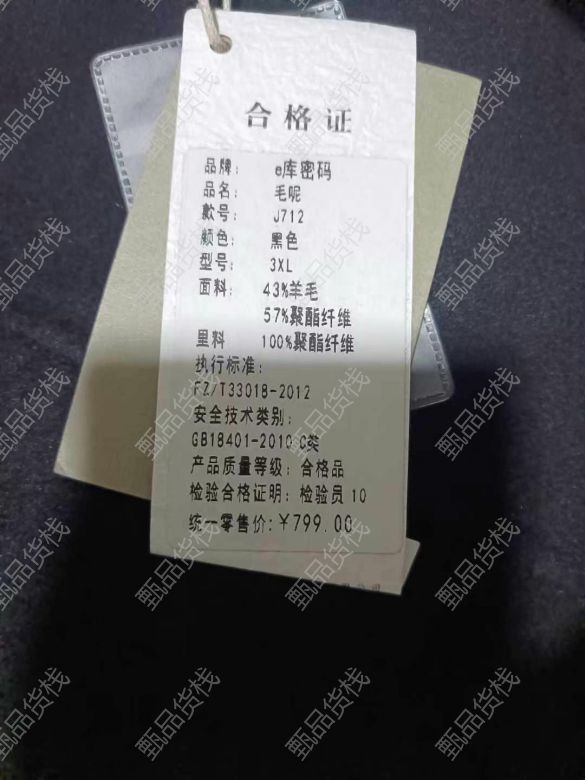 合格证
品牌： e库密码
品名： 毛呢
款号： J712
颜色： 黑色
型号： 3XL
面料： 43%羊毛
57%聚酯纤维
里料 100%聚酯纤维
执行标准：
FZ/T33018-2012
安全技术类别：
GB18401-2010 C类
产品质量等级：合格品
检验合格证明：检验员10
统一零售价：¥799.00
甄品货栈